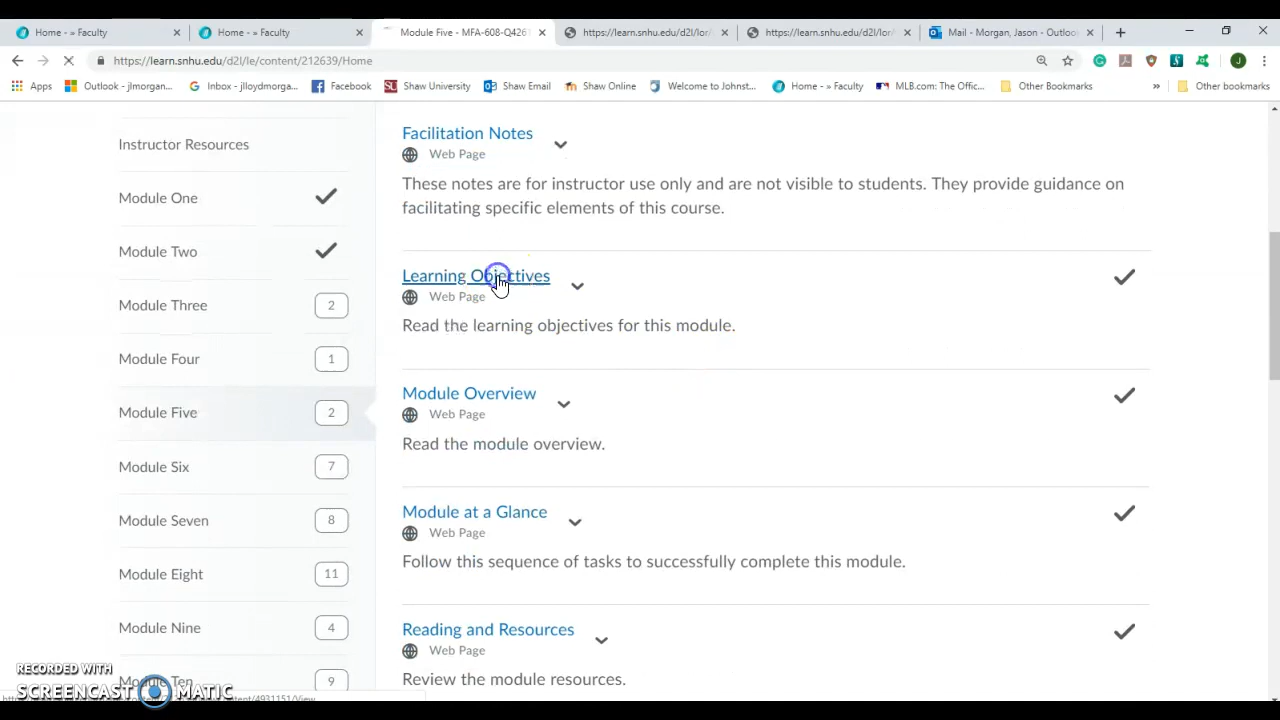 Home - » Faculty
Home - » Faculty
Module Five - MFA-608-Q426
https://learn.snhu.edu/d2l/lor/
https://learn.snhu.edu/d2l/lor/
Mail - Morgan, Jason - Outloo
https://learn.snhu.edu/d2l/le/content/212639/Home
Apps
Outlook - jlmorgan...
Inbox - jlloydmorga...
Facebook
Shaw University
Shaw Email
Shaw Online
Welcome to Johnst...
Home - » Faculty
MLB.com: The Offic...
Other Bookmarks
»
Other bookmarks
Instructor Resources
Module One
Module Two
Module Three 2
Module Four 1
Module Five 2
Module Six 7
Module Seven 8
Module Eight 11
Module Nine 4
Module Ten 9
Facilitation Notes
Web Page
These notes are for instructor use only and are not visible to students. They provide guidance on
facilitating specific elements of this course.
Learning Objectives
Web Page
Read the learning objectives for this module.
Module Overview
Web Page
Read the module overview.
Module at a Glance
Web Page
Follow this sequence of tasks to successfully complete this module.
Reading and Resources
Web Page
Review the module resources.
RECORDED WITH
SCREENCAST MATIC